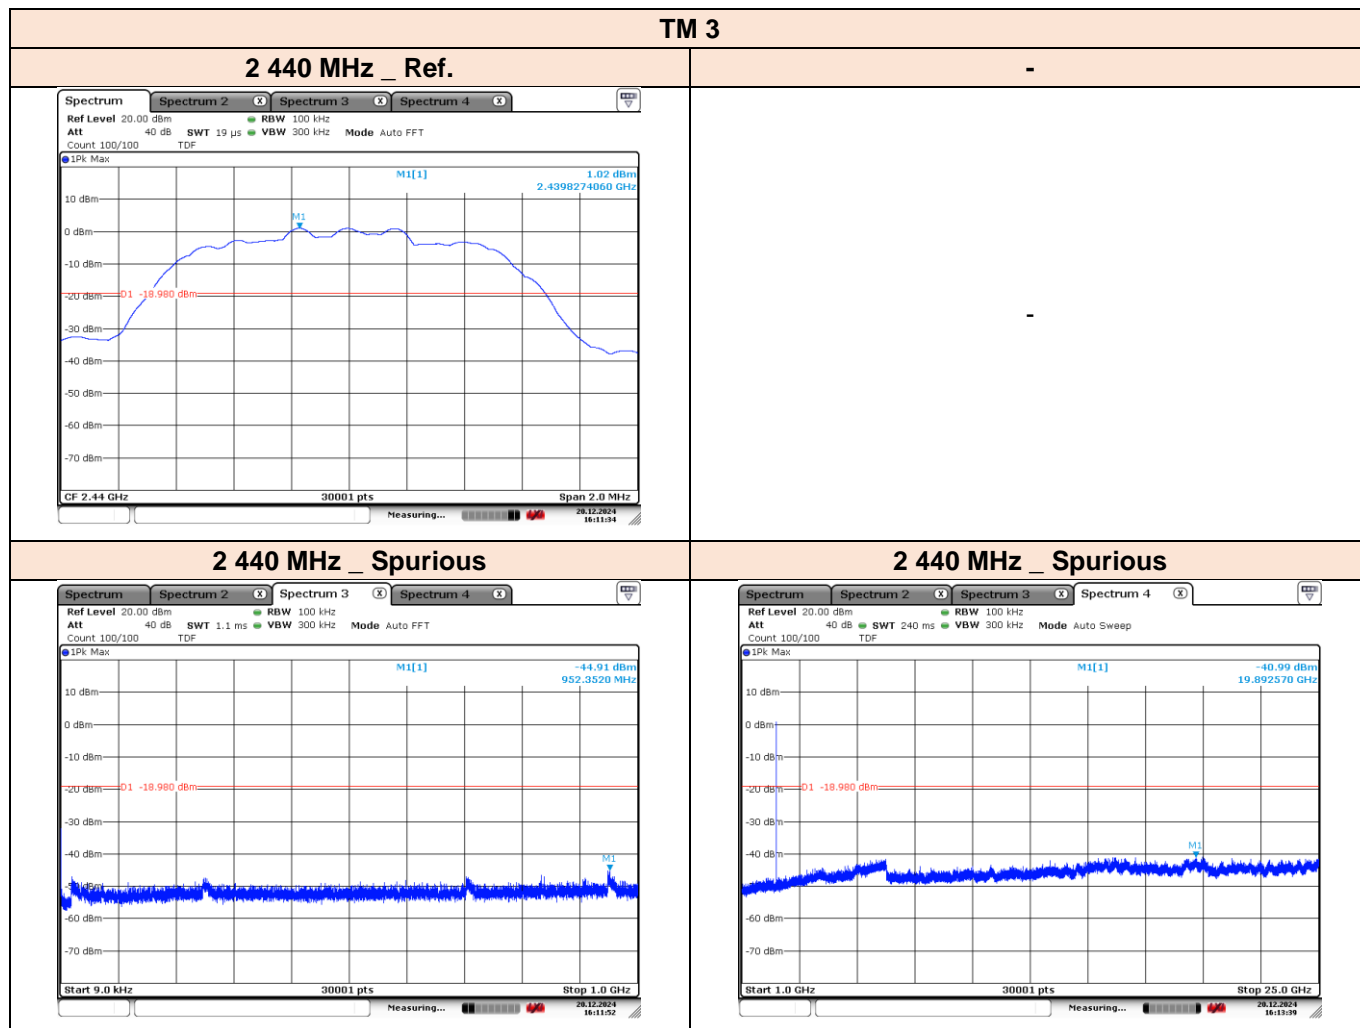 TM 3
2 440 MHz _ Ref.
-
Spectrum Spectrum 2 X Spectrum 3 X Spectrum 4 X
Ref Level 20.00 dBm RBW 100 kHz
Att 40 dB SWT 19 µs VBW 300 kHz Mode Auto FFT
Count 100/100 TDF
1Pk Max
M1[1] 1.02 dBm
2.4398274060 GHz
10 dBm
M1
0 dBm
-10 dBm
D1 -18.980 dBm
-20 dBm
-30 dBm
-40 dBm
-50 dBm
-60 dBm
-70 dBm
CF 2.44 GHz 30001 pts Span 2.0 MHz
Measuring... 20.12.2024
16:11:34
-
2 440 MHz _ Spurious
2 440 MHz _ Spurious
Spectrum Spectrum 2 X Spectrum 3 X Spectrum 4 X
Ref Level 20.00 dBm RBW 100 kHz
Att 40 dB SWT 1.1 ms VBW 300 kHz Mode Auto FFT
Count 100/100 TDF
1Pk Max
M1[1] -44.91 dBm
952.3520 MHz
10 dBm
0 dBm
-10 dBm
D1 -18.980 dBm
-20 dBm
-30 dBm
-40 dBm
M1
-60 dBm
-70 dBm
Start 9.0 kHz 30001 pts Stop 1.0 GHz
Measuring... 20.12.2024
16:11:52
Spectrum Spectrum 2 X Spectrum 3 X Spectrum 4 X
Ref Level 20.00 dBm RBW 100 kHz
Att 40 dB SWT 240 ms VBW 300 kHz Mode Auto Sweep
Count 100/100 TDF
1Pk Max
M1[1] -40.99 dBm
19.892570 GHz
10 dBm
0 dBm
-10 dBm
D1 -18.980 dBm
-20 dBm
-30 dBm
M1
-40 dBm
-60 dBm
-70 dBm
Start 1.0 GHz 30001 pts Stop 25.0 GHz
Measuring... 20.12.2024
16:13:39